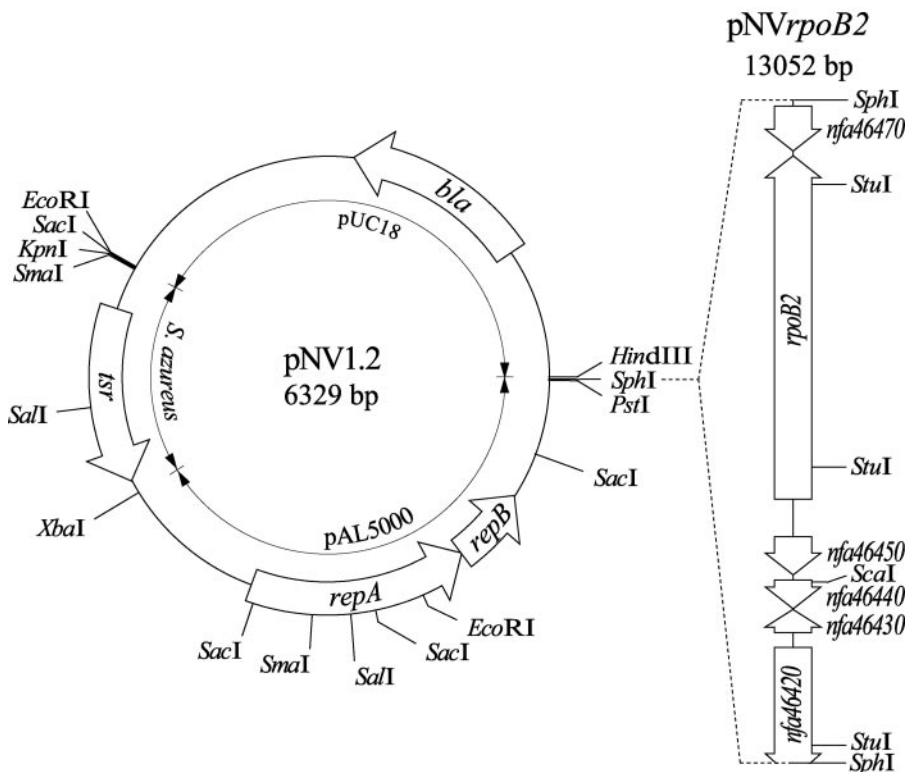 pNVrpoB2
13052 bp
SphI
nfa46470
StuI
rpoB2
StuI
nfa46450
ScaI
nfa46440
nfa46430
nfa46420
StuI
SphI
bla
pUC18
EcoRI
SacI
KpnI
SmaI
S. azureus
tsr
pNV1.2
6329 bp
HindIII
SphI
PstI
SalI
SacI
XbaI
pAL5000
repB
repA
EcoRI
SacI
SmaI
SalI
SacI